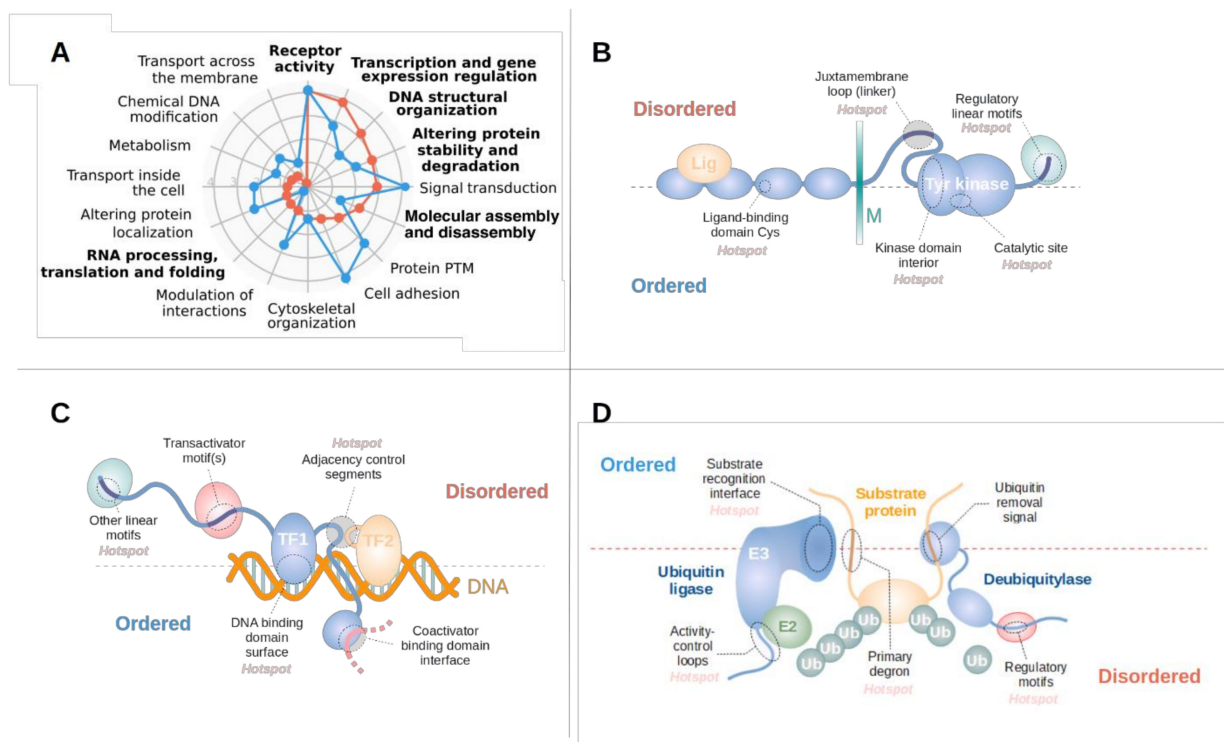 A
Receptor
activity
Transport across
the membrane
Transcription and gene
expression regulation
Chemical DNA
modification
DNA structural
organization
Metabolism
Altering protein
stability and
degradation
Transport inside
the cell
Signal transduction
Altering protein
localization
Molecular assembly
and disassembly
RNA processing,
translation and folding
Protein PTM
Modulation of
interactions
Cell adhesion
Cytoskeletal
organization
B
Disordered
Juxtamembrane
loop (linker)
Hotspot
Regulatory
linear motifs
Hotspot
Lig
Tyr kinase
M
Ligand-binding
domain Cys
Hotspot
Kinase domain
interior
Hotspot
Catalytic site
Hotspot
Ordered
C
Transactivator
motif(s)
Hotspot
Adjacency control
segments
Disordered
Other linear
motifs
Hotspot
TF1
TF2
DNA
Ordered
DNA binding
domain
surface
Hotspot
Coactivator
binding domain
interface
D
Ordered
Substrate
recognition
interface
Hotspot
Substrate
protein
Ubiquitin
removal
signal
E3
Ubiquitin
ligase
Deubiquitylase
E2
Activity-
control
loops
Hotspot
Ub
Ub
Ub
Ub
Ub
Ub
Primary
degron
Hotspot
Regulatory
motifs
Hotspot
Disordered